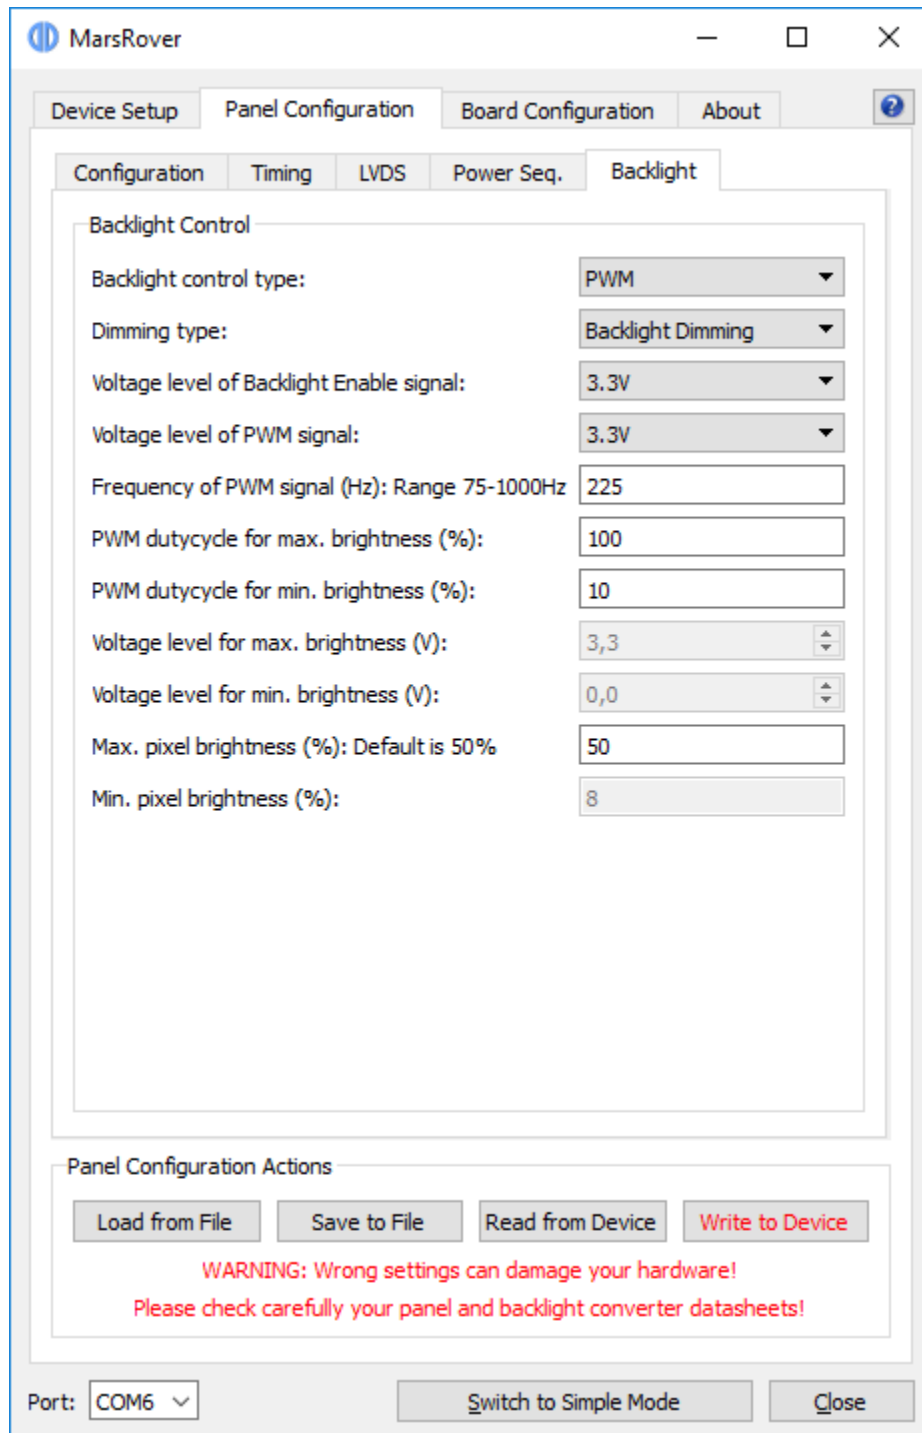 MarsRover
Device Setup Panel Configuration Board Configuration About
Configuration Timing LVDS Power Seq. Backlight
Backlight Control
Backlight control type: PWM
Dimming type: Backlight Dimming
Voltage level of Backlight Enable signal: 3.3V
Voltage level of PWM signal: 3.3V
Frequency of PWM signal (Hz): Range 75-1000Hz 225
PWM dutycycle for max. brightness (%): 100
PWM dutycycle for min. brightness (%): 10
Voltage level for max. brightness (V): 3,3
Voltage level for min. brightness (V): 0,0
Max. pixel brightness (%): Default is 50% 50
Min. pixel brightness (%): 8
Panel Configuration Actions
Load from File Save to File Read from Device Write to Device
WARNING: Wrong settings can damage your hardware!
Please check carefully your panel and backlight converter datasheets!
Port: COM6 Switch to Simple Mode Close